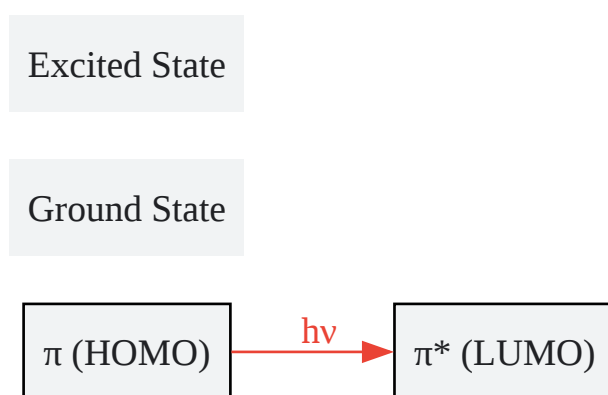 Excited State
Ground State
hν
π (HOMO)
π* (LUMO)